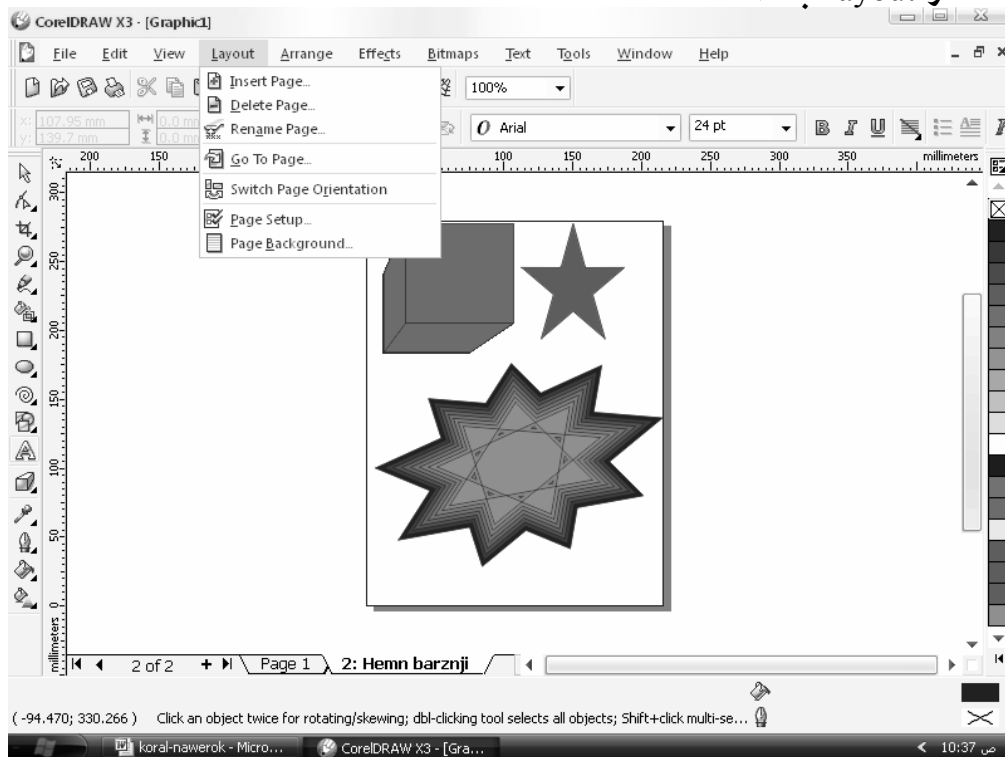 Layout
CorelDRAW X3 - [Graphic1]
File Edit View Layout Arrange Effects Bitmaps Text Tools Window Help
Insert Page...
Delete Page...
Rename Page...
Go To Page...
Switch Page Orientation
Page Setup...
Page Background...
100%
x: 107.95 mm 0.0 m
y: 139.7 mm 0.0 m
O Arial 24 pt B I U
200 150 100 150 200 250 300 350 millimeters
300
250
200
150
100
50
0
millimeters
2 of 2 Page 1 2: Hemn barznji
( -94.470; 330.266 ) Click an object twice for rotating/skewing; dbl-clicking tool selects all objects; Shift+click multi-se...
koral-nawerok - Micro... CorelDRAW X3 - [Gra... 10:37 ص